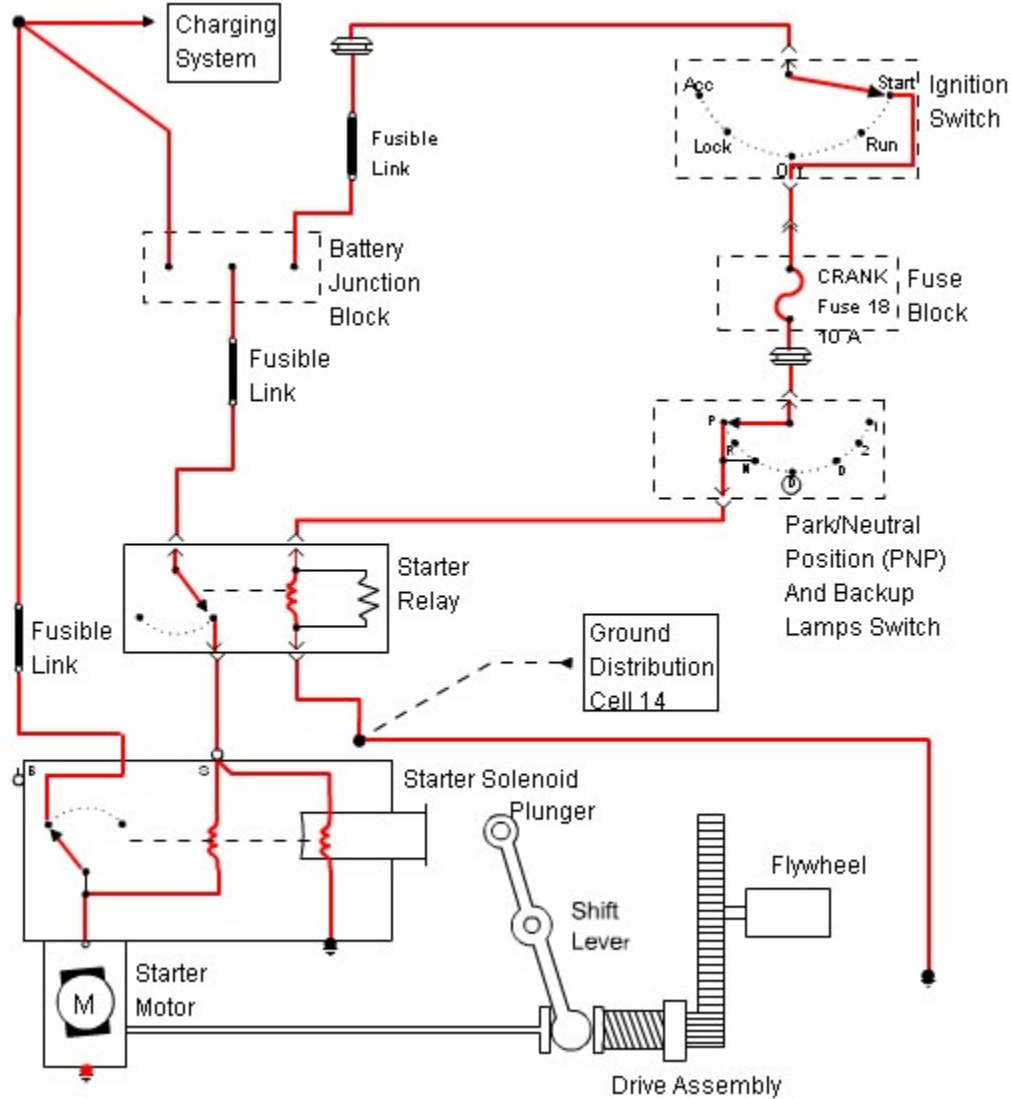 Charging
System
Acc
Start
Ignition
Switch
Lock
Run
Off
Fusible
Link
Battery
Junction
Block
CRANK
Fuse 18
10 A
Fuse
Block
Fusible
Link
P
R
N
D
D
2
1
Park/Neutral
Position (PNP)
And Backup
Lamps Switch
Starter
Relay
Fusible
Link
Ground
Distribution
Cell 14
B
S
Starter Solenoid
Plunger
Flywheel
Shift
Lever
Starter
Motor
M
Drive Assembly